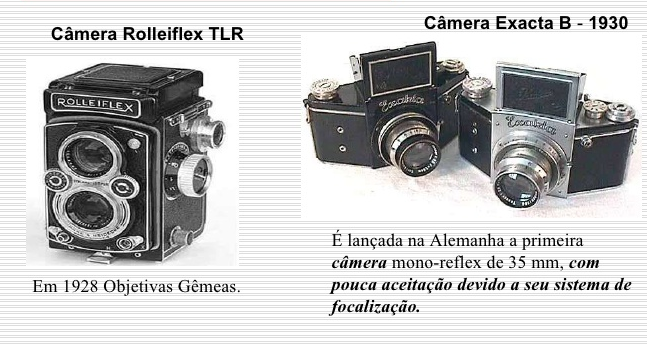 Câmera Rolleiflex TLR
ROLLEIFLEX
Em 1928 Objetivas Gêmeas.
Câmera Exacta B - 1930
Exakta
Exakta
É lançada na Alemanha a primeira
câmera mono-reflex de 35 mm, com
pouca aceitação devido a seu sistema de
focalização.